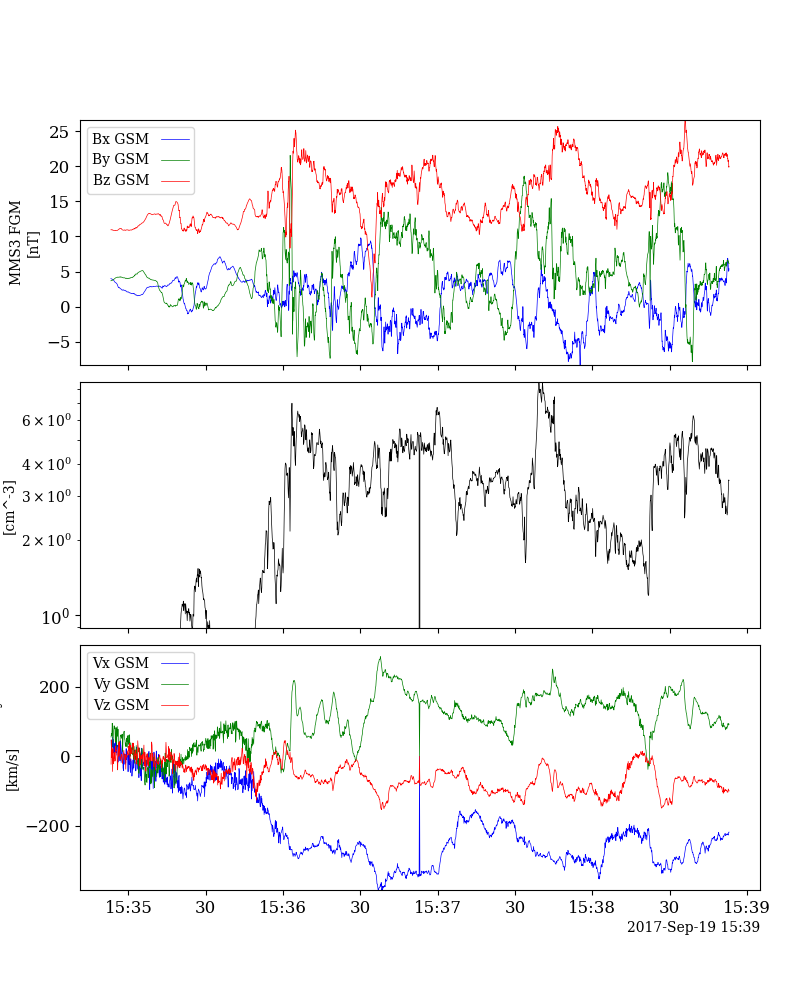 MMS3 FGM
[nT]
25
20
15
10
5
0
−5
Bx GSM
By GSM
Bz GSM
[cm^-3]
6 × 10⁰
4 × 10⁰
3 × 10⁰
2 × 10⁰
10⁰
[km/s]
200
0
−200
Vx GSM
Vy GSM
Vz GSM
15:35 30 15:36 30 15:37 30 15:38 30 15:39
2017-Sep-19 15:39